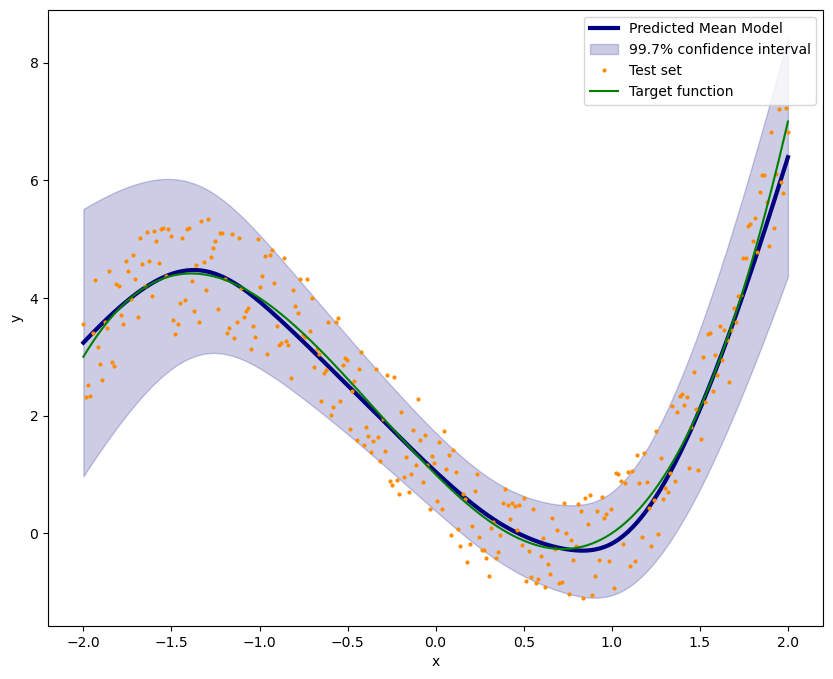 Predicted Mean Model
99.7% confidence interval
Test set
Target function
8
6
4
2
0
y
−2.0 −1.5 −1.0 −0.5 0.0 0.5 1.0 1.5 2.0
x